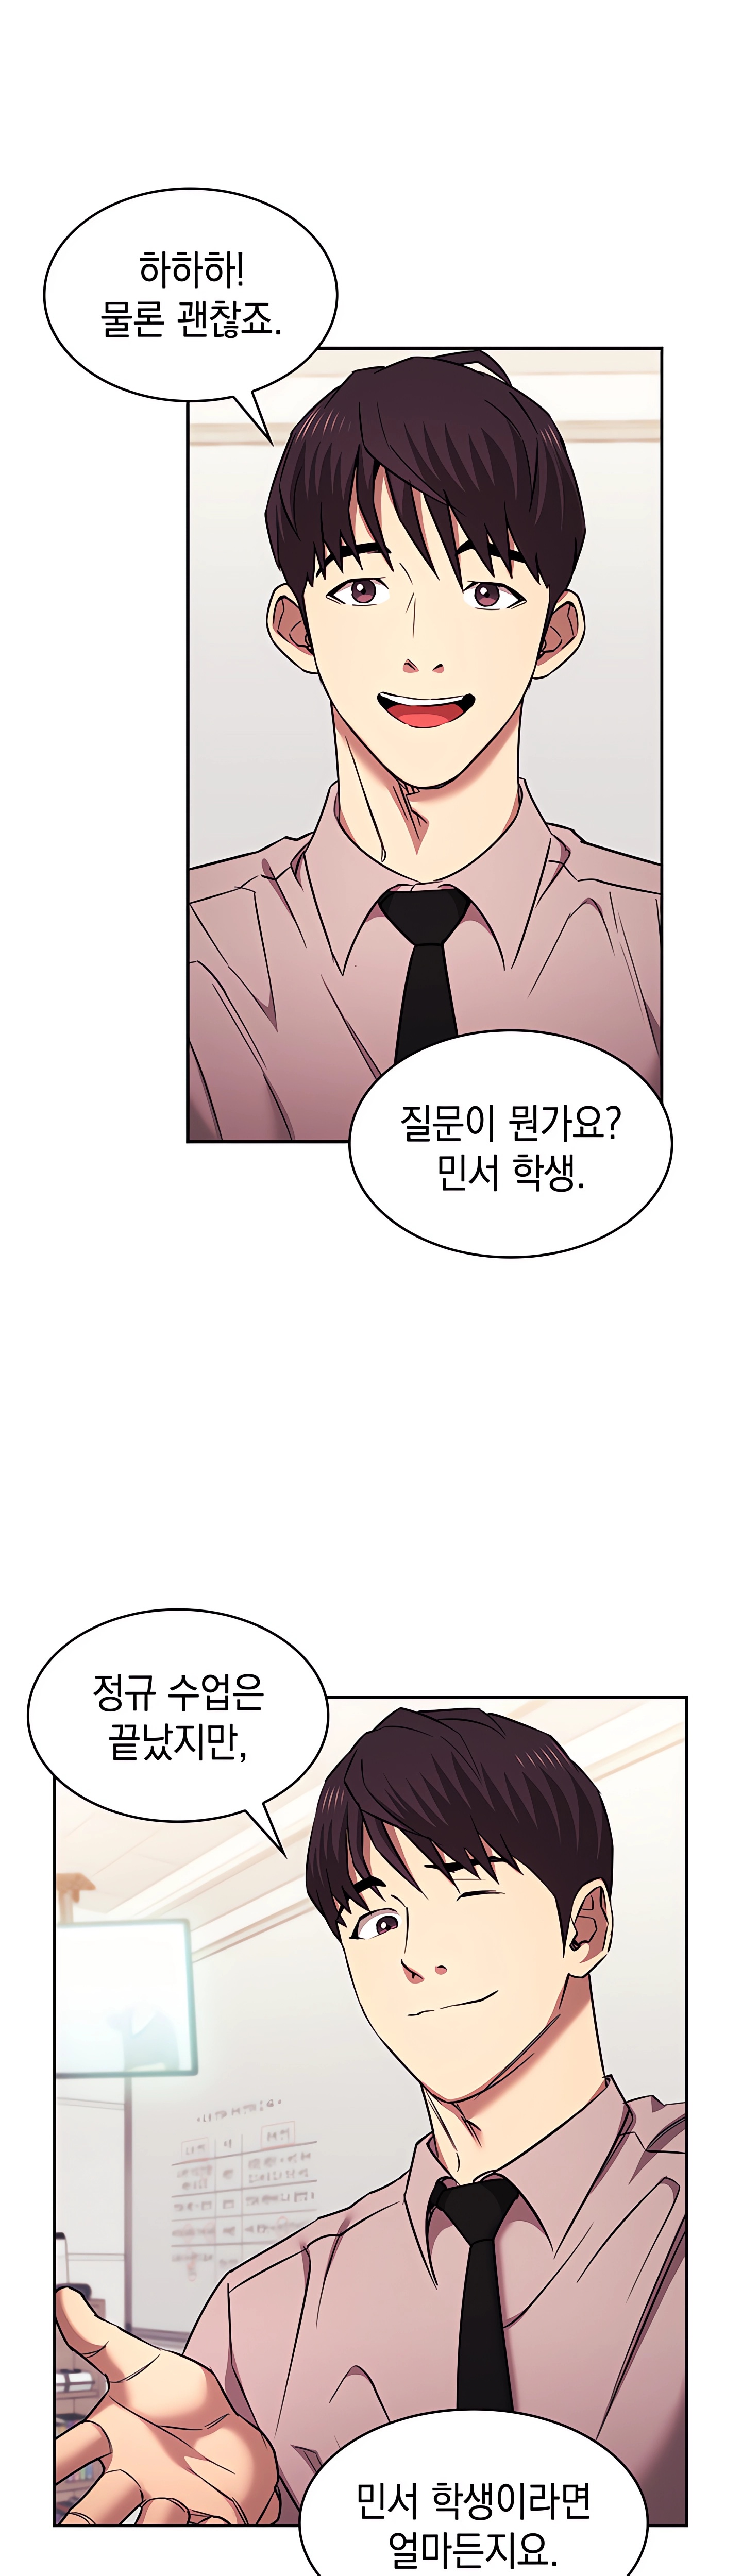 하하하!
물론 괜찮죠.
질문이 뭔가요?
민서 학생.
정규 수업은
끝났지만,
민서 학생이라면
얼마든지요.